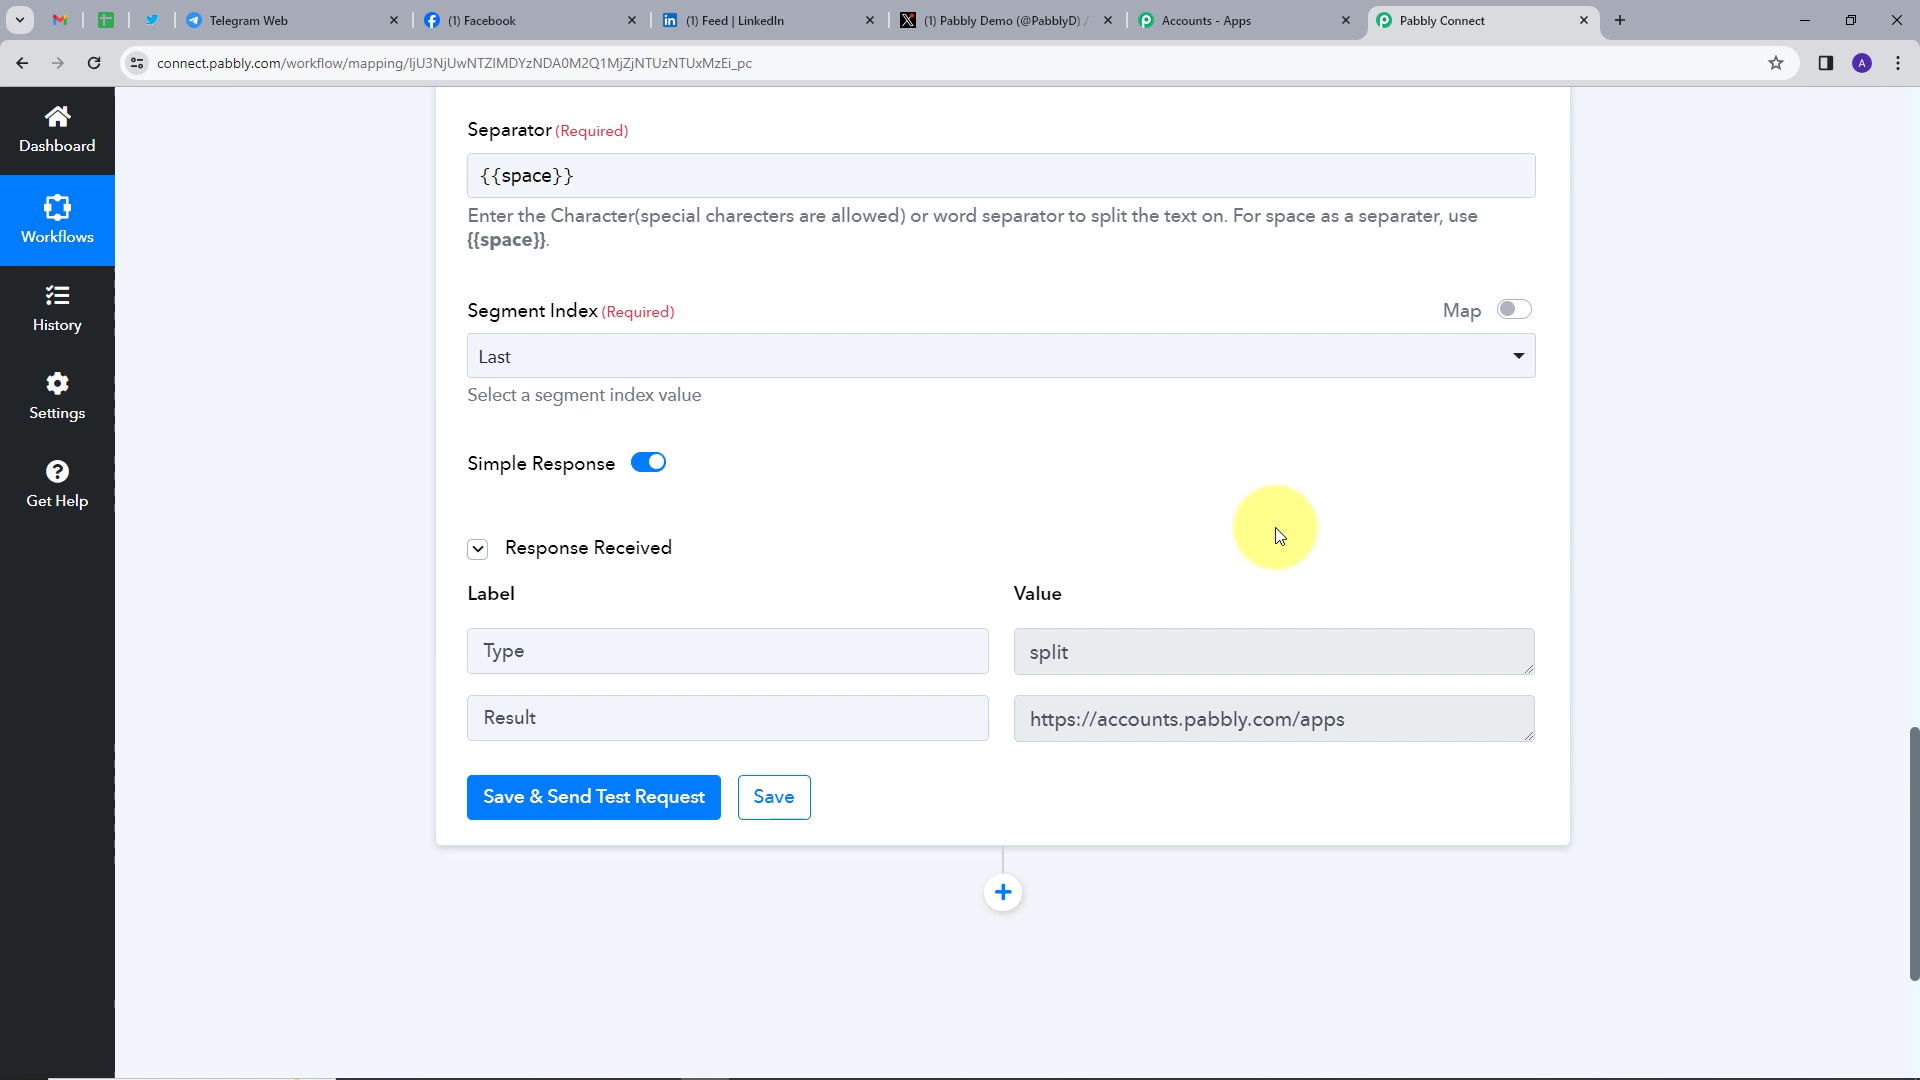 Telegram Web
(1) Facebook
(1) Feed | LinkedIn
(1) Pabbly Demo (@PabblyD) /
Accounts - Apps
Pabbly Connect
connect.pabbly.com/workflow/mapping/IjU3NjUwNTZlMDYzNDA0M2Q1MjZjNTUzNTUxMzEi_pc
A
Dashboard
Workflows
History
Settings
Get Help
Separator (Required)
{{space}}
Enter the Character(special charecters are allowed) or word separator to split the text on. For space as a separater, use
{{space}}.
Segment Index (Required)
Map
Last
Select a segment index value
Simple Response
Response Received
Label
Value
Type
split
Result
https://accounts.pabbly.com/apps
Save & Send Test Request
Save